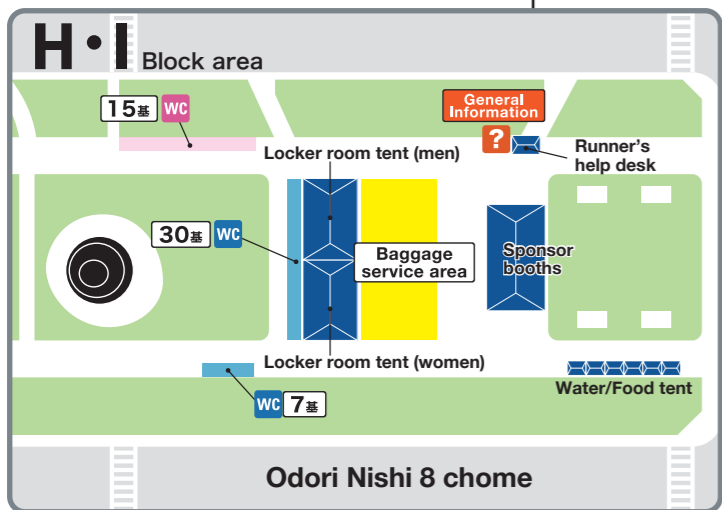 H・I Block area
15基 WC
General
Information
?
Runner's
help desk
Locker room tent (men)
30基 WC
Baggage
service area
Sponsor
booths
Locker room tent (women)
WC 7基
Water/Food tent
Odori Nishi 8 chome